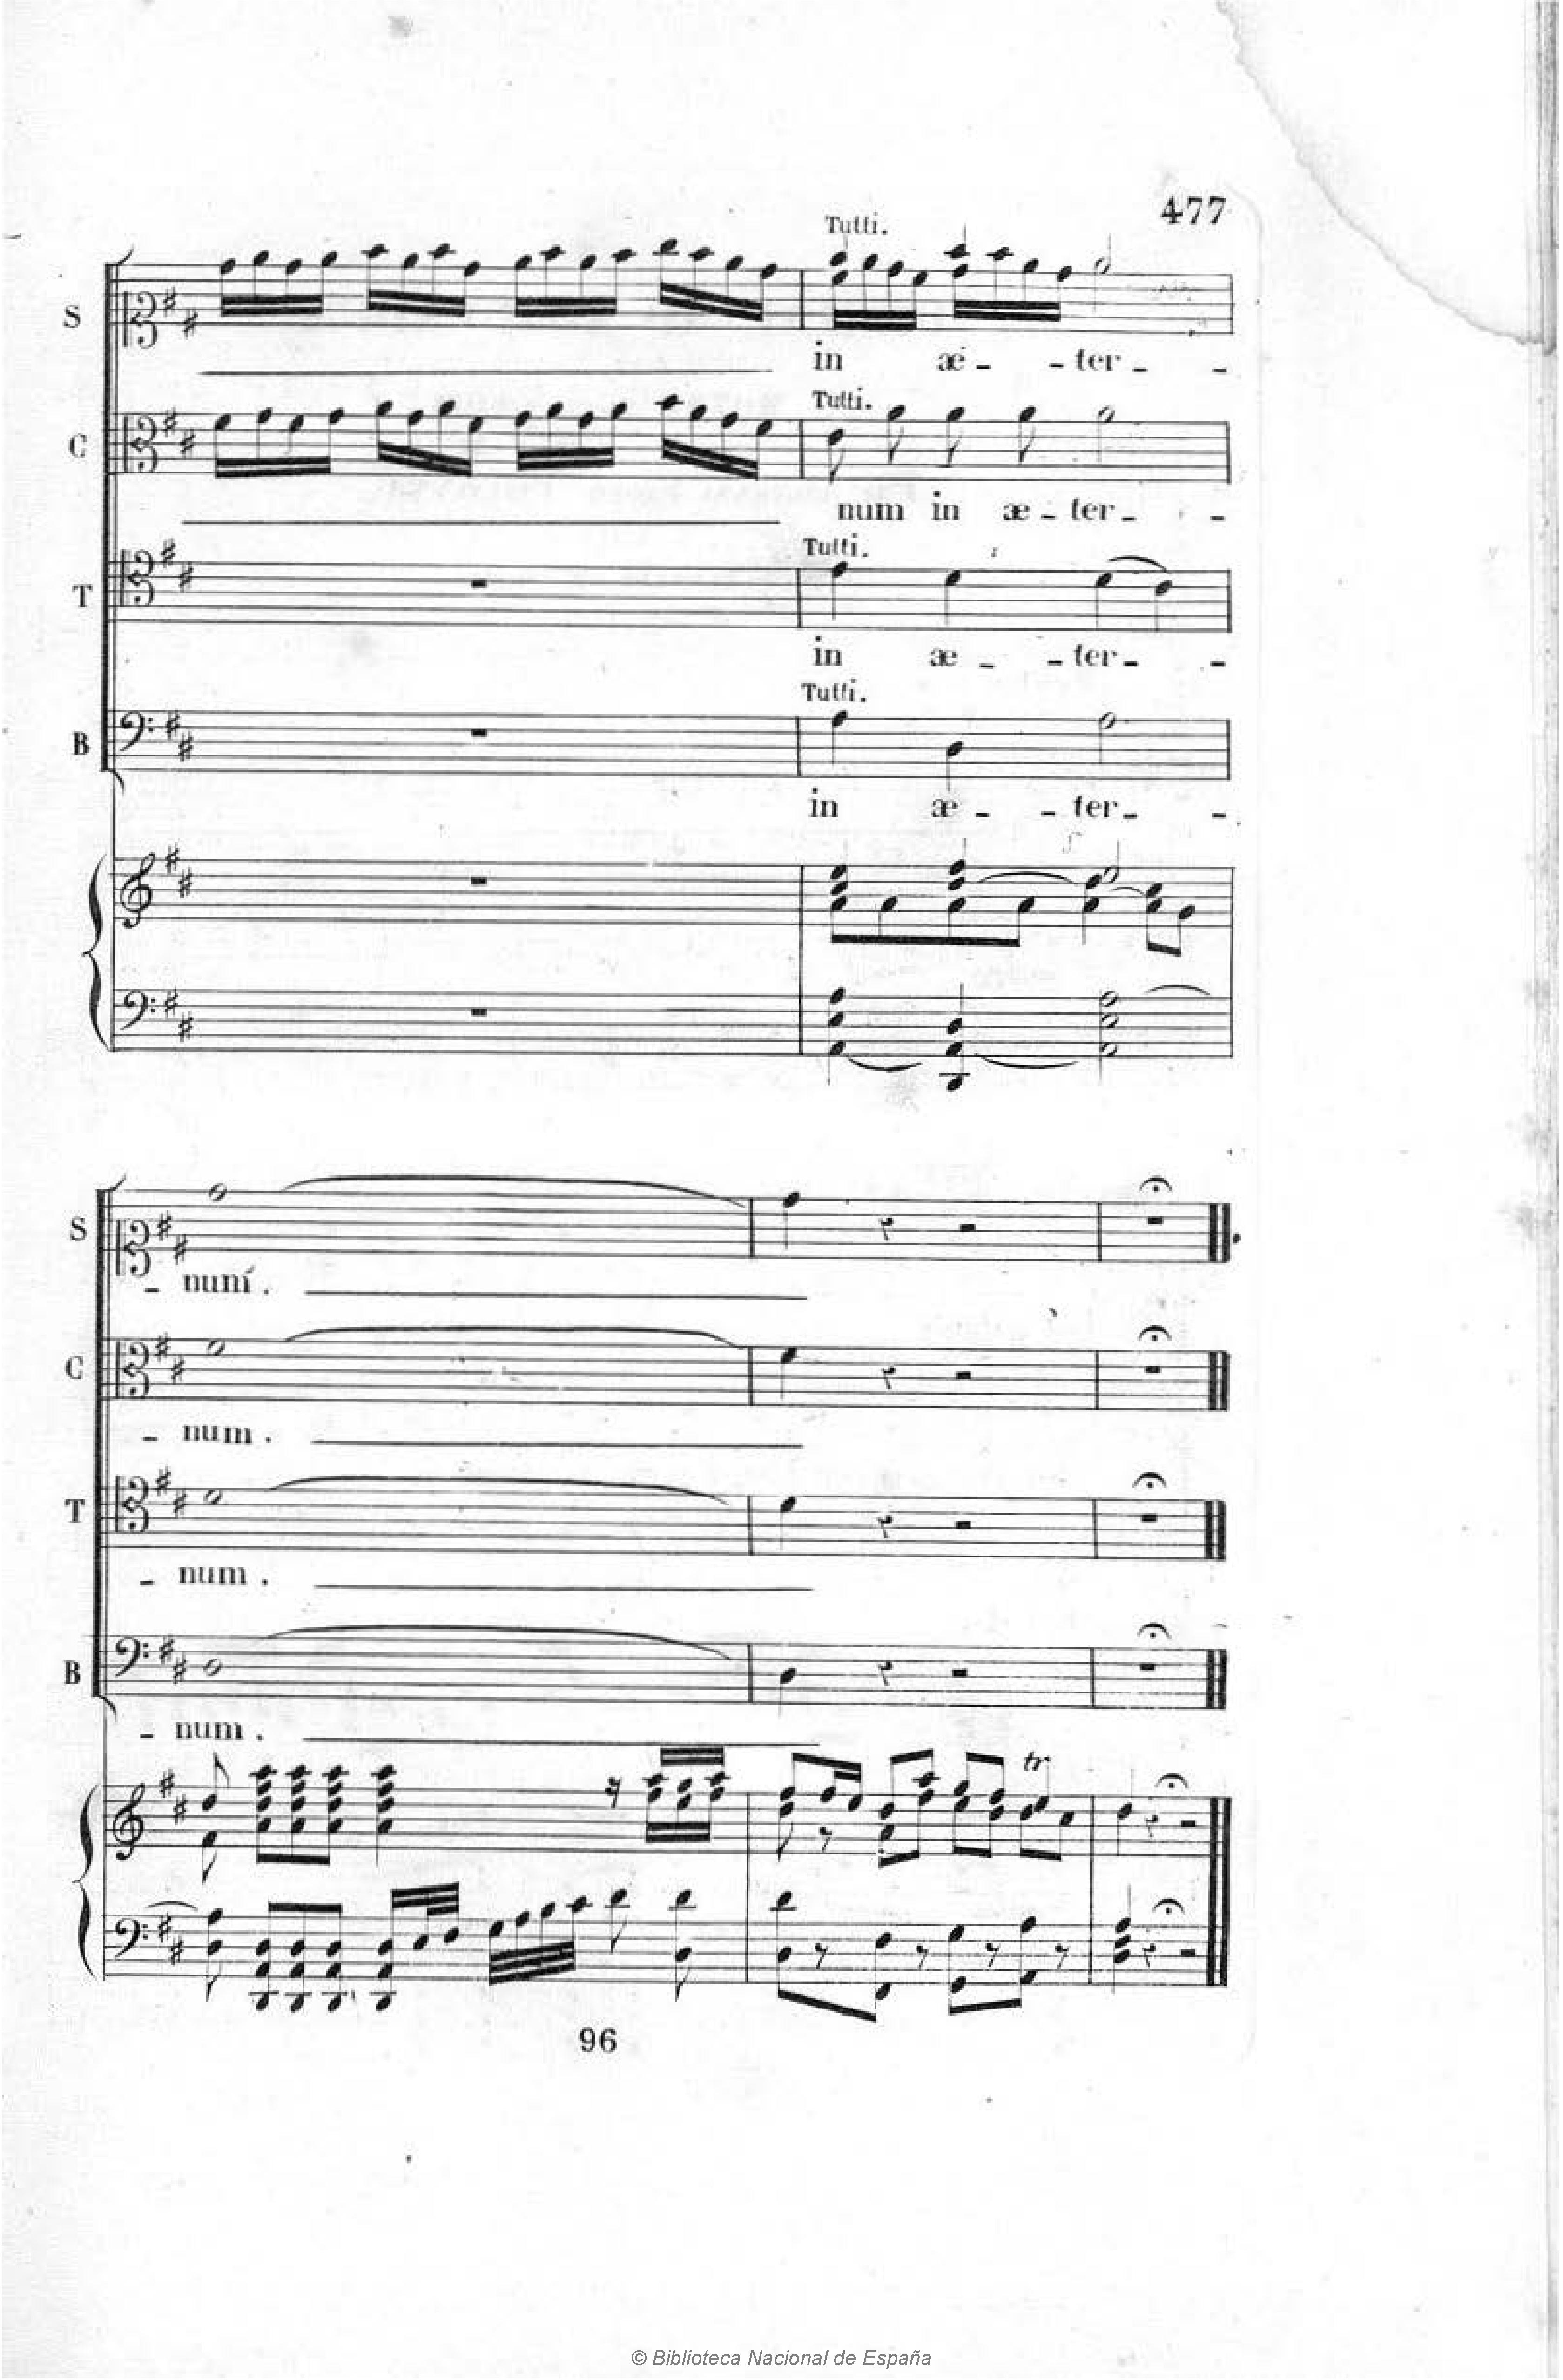 477
Tutti.
S
in æ - - ter - -
Tutti.
C
num in æ - ter - -
Tutti.
T
in æ - - ter - -
Tutti.
B
in æ - - ter - -
S
- num.
C
- num.
T
- num.
B
- num.
tr
96
© Biblioteca Nacional de España